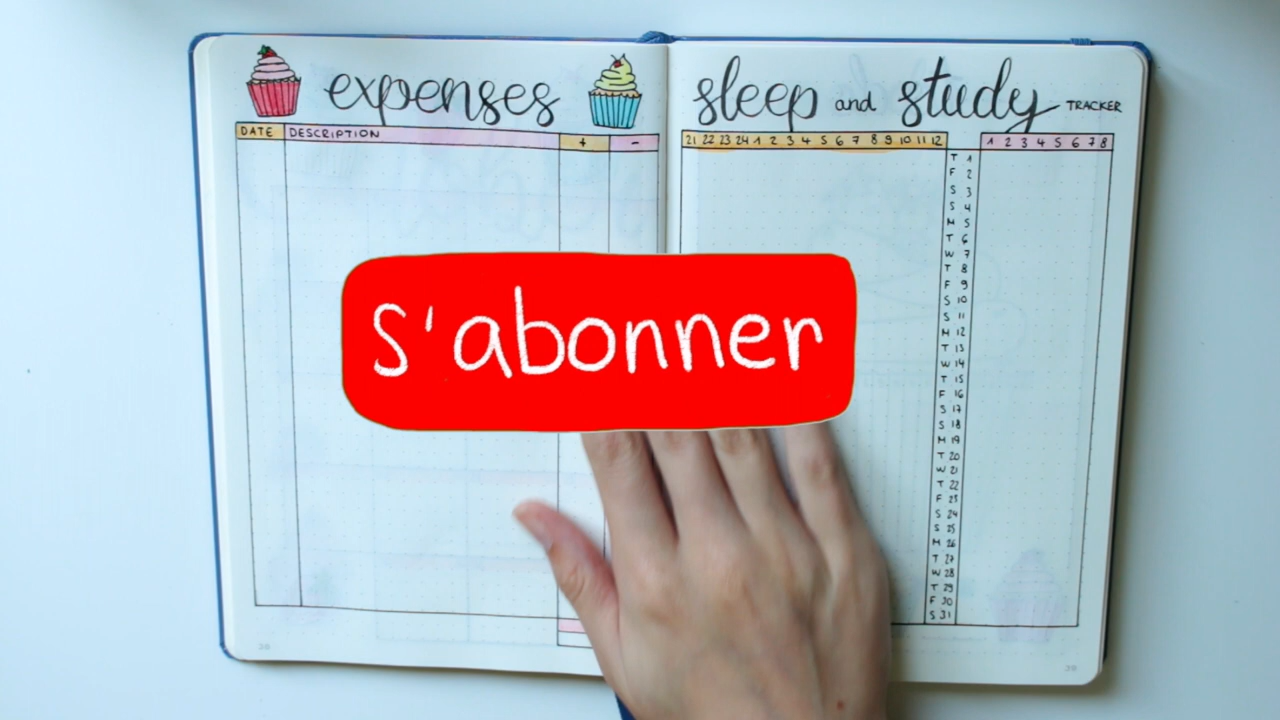 expenses
DATE DESCRIPTION + -
sleep and study TRACKER
21 22 23 24 1 2 3 4 5 6 7 8 9 10 11 12
1 2 3 4 5 6 7 8
T 1
F 2
S 3
S 4
M 5
T 6
W 7
T 8
F 9
S 10
S 11
M 12
T 13
W 14
T 15
F 16
S 17
S 18
M 19
T 20
W 21
T 22
F 23
S 24
S 25
M 26
T 27
W 28
T 29
F 30
S 31
s'abonner
38
39